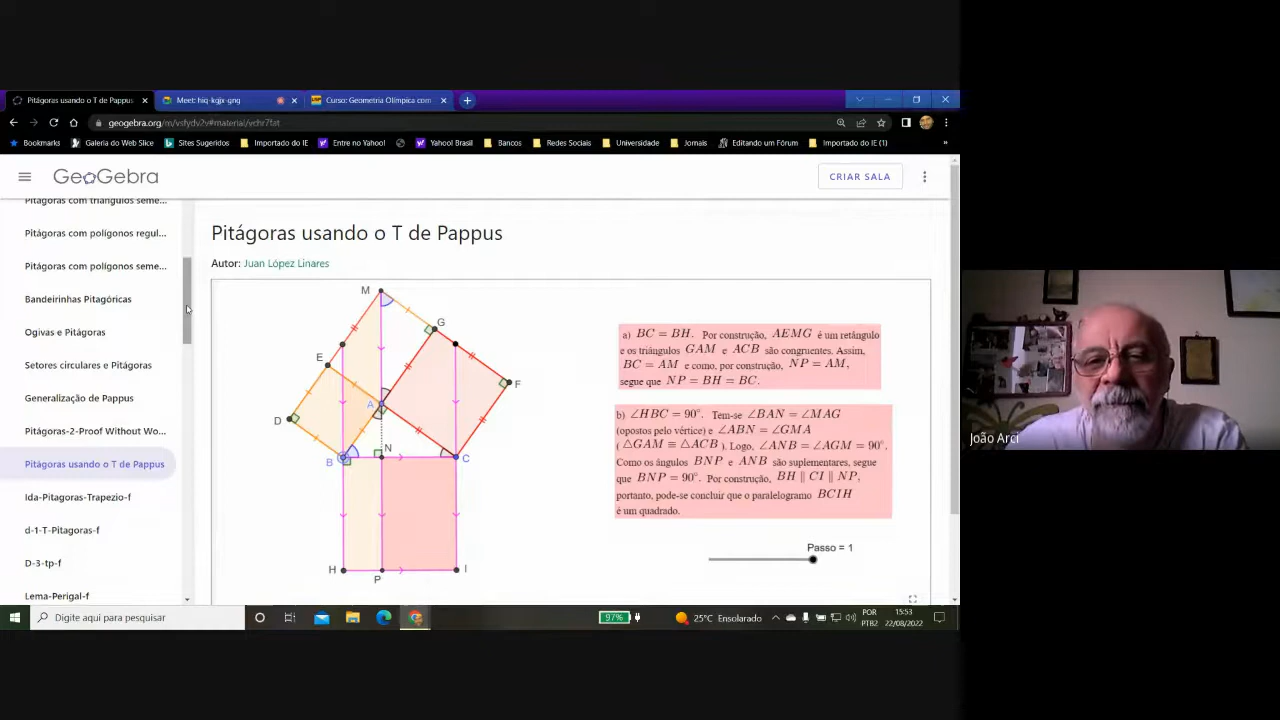 Pitágoras usando o T de Pappus
Meet: hiq-kgjx-gnq
Curso: Geometria Olímpica com
geogebra.org/m/vsfydv2v#material/vchr7fat
Bookmarks
Galeria do Web Slice
Sites Sugeridos
Importado do IE
Entre no Yahoo!
Yahoo! Brasil
Bancos
Redes Sociais
Universidade
Jornais
Editando um Fórum
Importado do IE (1)
»
GeoGebra
CRIAR SALA
Pitágoras com triângulos seme...
Pitágoras com polígonos regul...
Pitágoras com polígonos seme...
Bandeirinhas Pitagóricas
Ogivas e Pitágoras
Setores circulares e Pitágoras
Generalização de Pappus
Pitágoras-2-Proof Without Wo...
Pitágoras usando o T de Pappus
Ida-Pitagoras-Trapezio-f
d-1-T-Pitagoras-f
D-3-tp-f
Lema-Perigal-f
Pitágoras usando o T de Pappus
Autor: Juan López Linares
M
G
E
F
A
D
N
B
C
H
P
I
a) BC = BH. Por construção, AEMG é um retângulo
e os triângulos GAM e ACB são congruentes. Assim,
BC = AM e como, por construção, NP = AM,
segue que NP = BH = BC.
b) ∠HBC = 90°. Tem-se ∠BAN = ∠MAG
(opostos pelo vértice) e ∠ABN = ∠GMA
(△GAM ≡ △ACB). Logo, ∠ANB = ∠AGM = 90°.
Como os ângulos BNP e ANB são suplementares, segue
que BNP = 90°. Por construção, BH ∥ CI ∥ NP,
portanto, pode-se concluir que o paralelogramo BCIH
é um quadrado.
Passo = 1
João Arci
Digite aqui para pesquisar
97%
25°C Ensolarado
POR
PTB2
15:53
22/08/2022